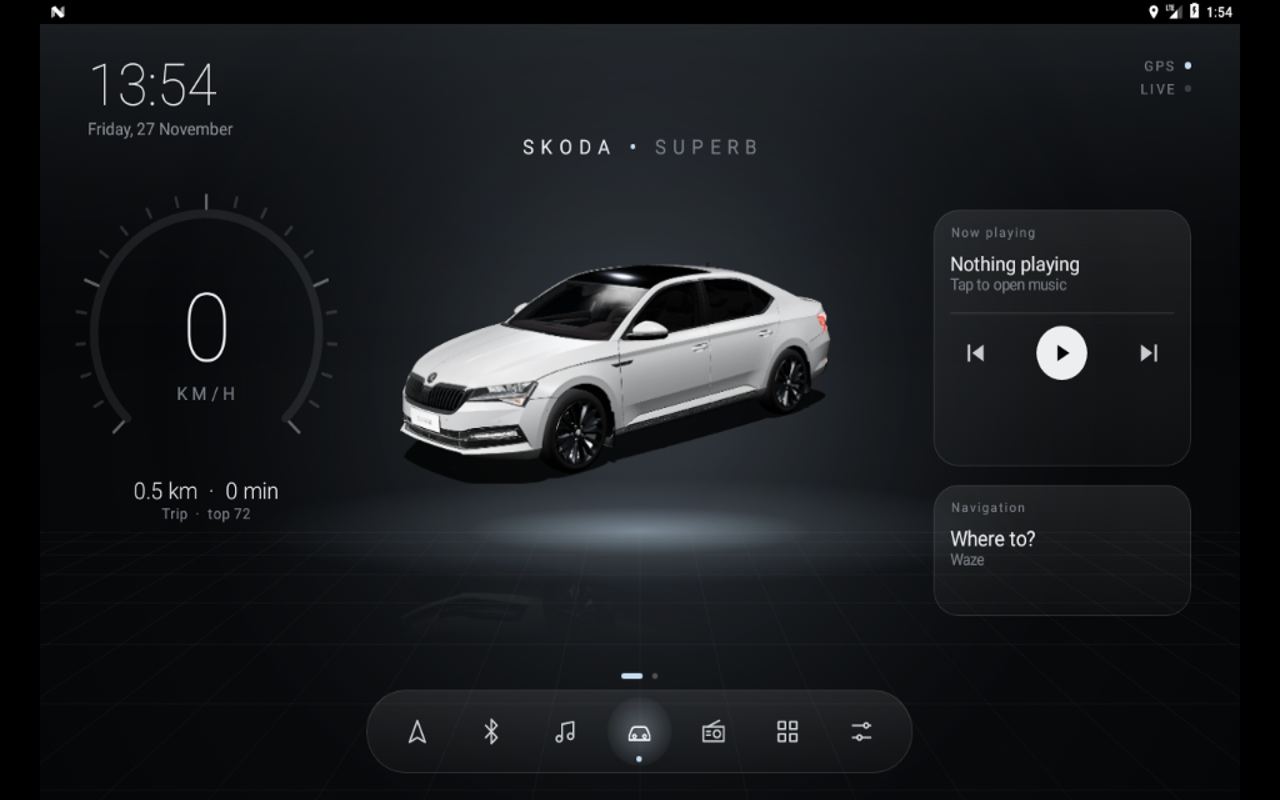 1:54
13:54
Friday, 27 November
GPS
LIVE
SKODA • SUPERB
0
KM/H
0.5 km · 0 min
Trip · top 72
Now playing
Nothing playing
Tap to open music
Navigation
Where to?
Waze